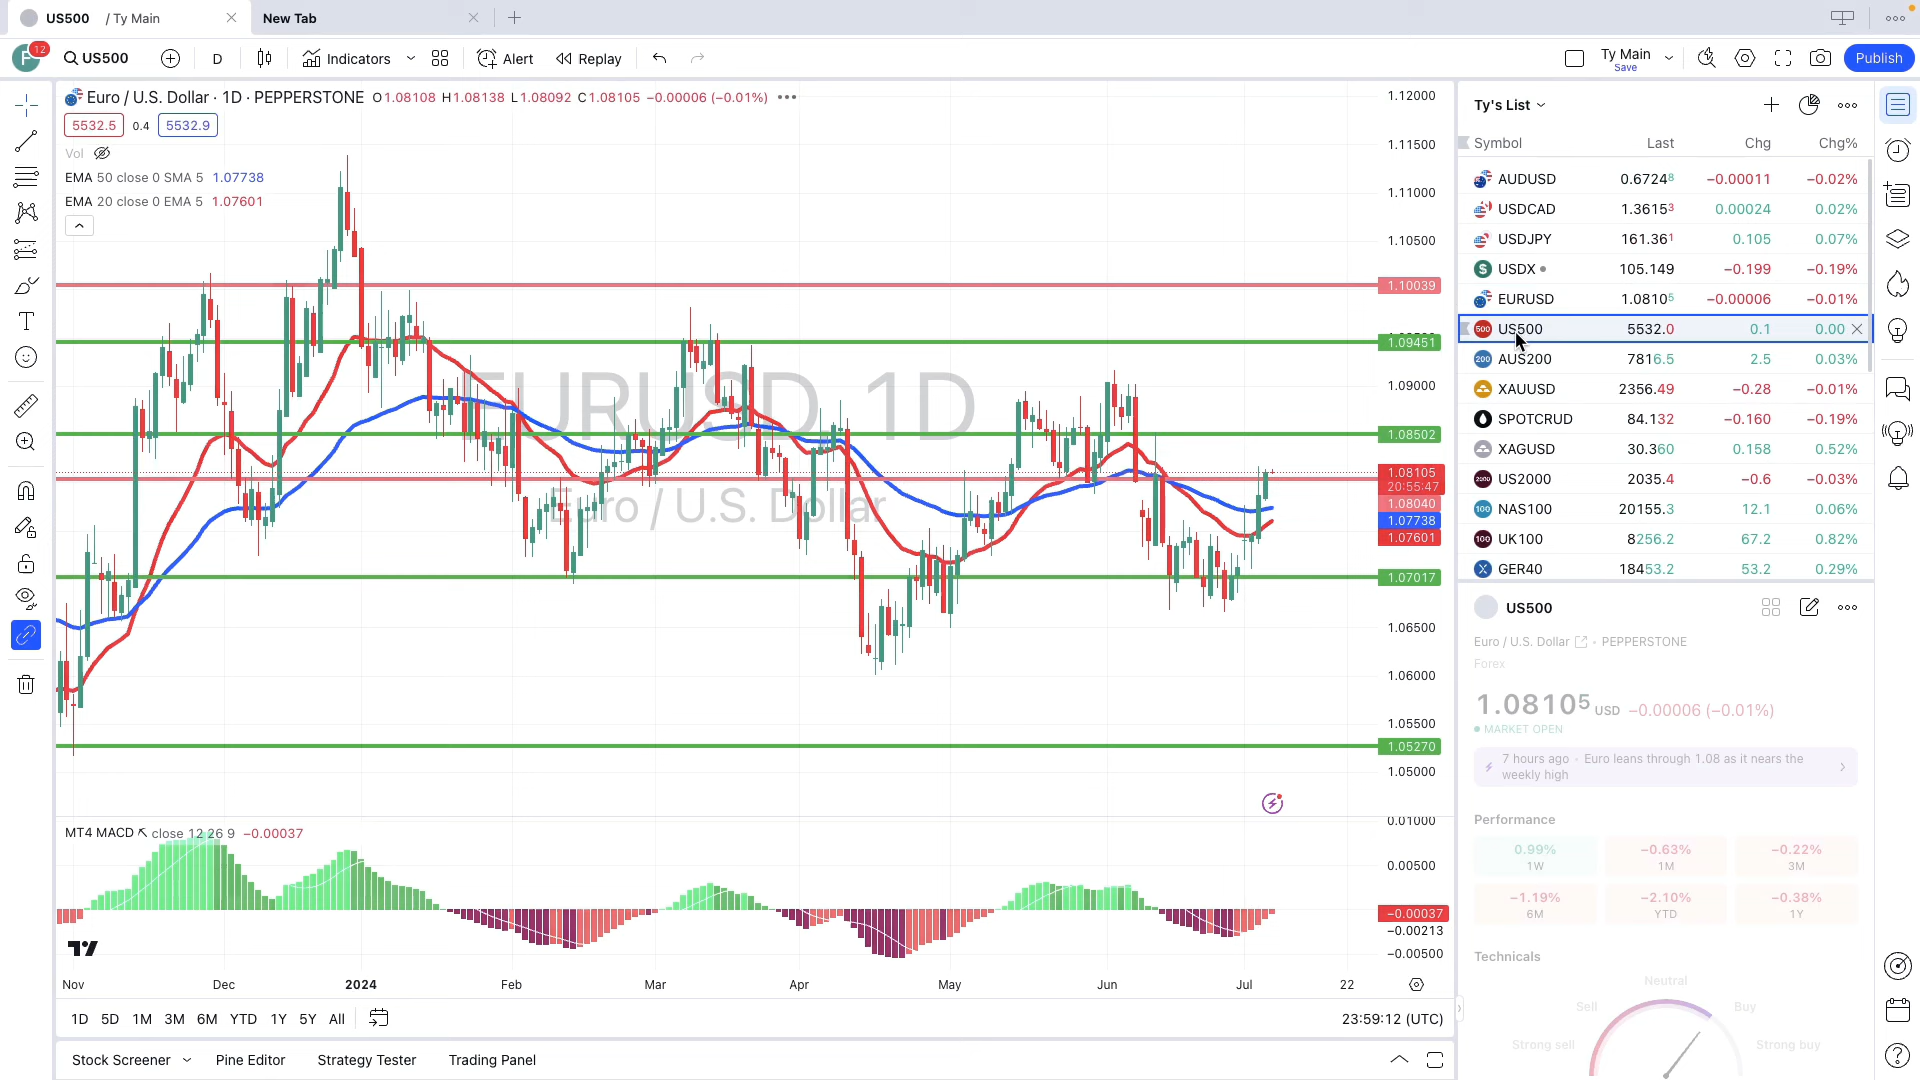 US500 / Ty Main
New Tab
F 12 US500 D Indicators Alert Replay Ty Main Save Publish
Euro / U.S. Dollar · 1D · PEPPERSTONE O1.08108 H1.08138 L1.08092 C1.08105 −0.00006 (−0.01%)
5532.5 0.4 5532.9
Vol
EMA 50 close 0 SMA 5 1.07738
EMA 20 close 0 EMA 5 1.07601
EURUSD, 1D
Euro / U.S. Dollar
1.12000
1.11500
1.11000
1.10500
1.10039
1.09451
1.09000
1.08502
1.08105
20:55:47
1.08040
1.07738
1.07601
1.07017
1.06500
1.06000
1.05500
1.05270
1.05000
MT4 MACD close 12 26 9 −0.00037
0.01000
0.00500
−0.00037
−0.00213
−0.00500
Nov Dec 2024 Feb Mar Apr May Jun Jul 22
1D 5D 1M 3M 6M YTD 1Y 5Y All 23:59:12 (UTC)
Stock Screener Pine Editor Strategy Tester Trading Panel
Ty's List
Symbol Last Chg Chg%
AUDUSD 0.67248 −0.00011 −0.02%
USDCAD 1.36153 0.00024 0.02%
USDJPY 161.361 0.105 0.07%
$ USDX 105.149 −0.199 −0.19%
EURUSD 1.08105 −0.00006 −0.01%
500 US500 5532.0 0.1 0.00
200 AUS200 7816.5 2.5 0.03%
XAUUSD 2356.49 −0.28 −0.01%
SPOTCRUD 84.132 −0.160 −0.19%
XAGUSD 30.360 0.158 0.52%
2000 US2000 2035.4 −0.6 −0.03%
100 NAS100 20155.3 12.1 0.06%
100 UK100 8256.2 67.2 0.82%
X GER40 18453.2 53.2 0.29%
US500
Euro / U.S. Dollar · PEPPERSTONE
Forex
1.08105 USD −0.00006 (−0.01%)
MARKET OPEN
7 hours ago · Euro leans through 1.08 as it nears the
weekly high
Performance
0.99% −0.63% −0.22%
1W 1M 3M
−1.19% −2.10% −0.38%
6M YTD 1Y
Technicals
Neutral
Sell Buy
Strong sell Strong buy